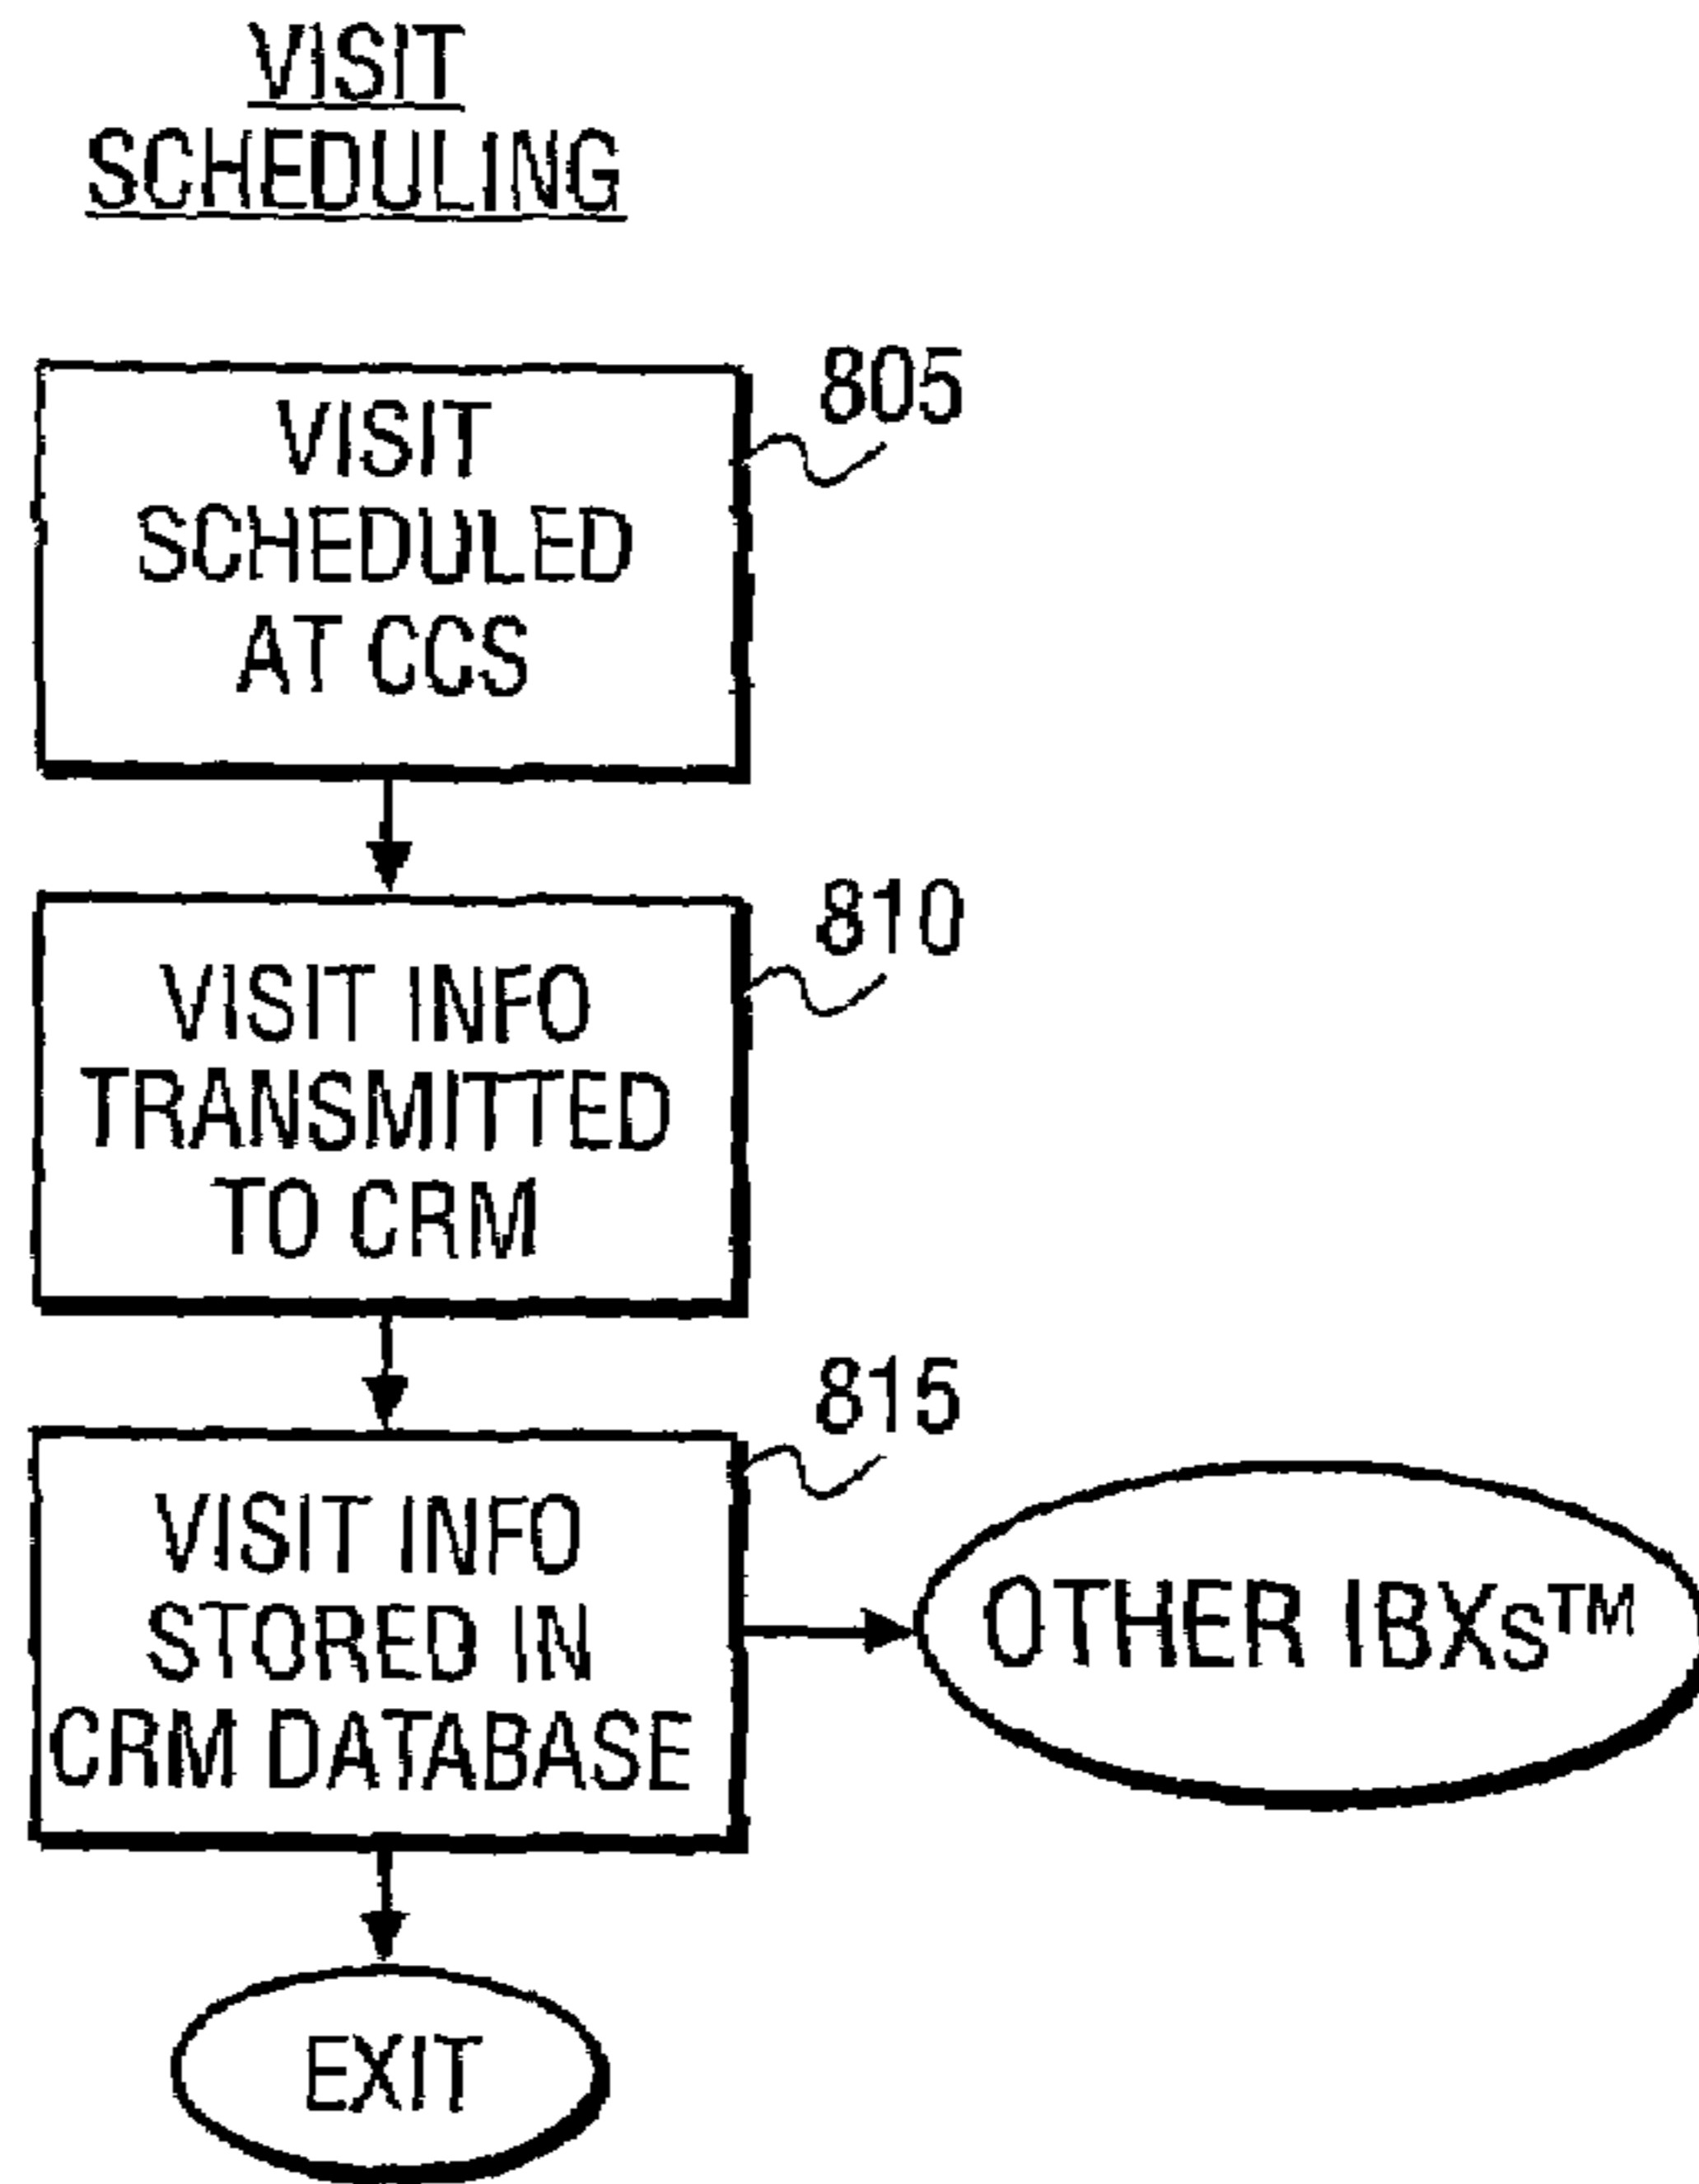 VISIT
SCHEDULING
805
VISIT
SCHEDULED
AT CCS
810
VISIT INFO
TRANSMITTED
TO CRM
815
VISIT INFO
STORED IN
CRM DATABASE
OTHER IBXs™
EXIT